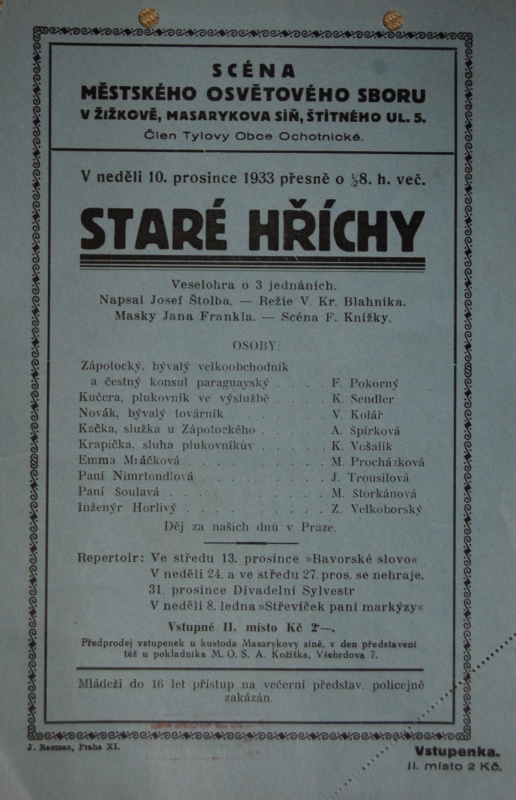 SCÉNA
MĚSTSKÉHO OSVĚTOVÉHO SBORU
V ŽIŽKOVĚ, MASARYKOVA SÍŇ, ŠTÍTNÉHO UL. 5.
Člen Tylovy Obce Ochotnické.
V neděli 10. prosince 1933 přesně o ½8. h. več.
STARÉ HŘÍCHY
Veselohra o 3 jednáních.
Napsal Josef Štolba. — Režie V. Kr. Blahníka.
Masky Jana Frankla. — Scéna F. Knížky.
OSOBY:
Zápotocký, bývalý velkoobchodník
a čestný konsul paraguayský . . . . F. Pokorný
Kučera, plukovník ve výslužbě . . . . K. Sendler
Novák, bývalý továrník . . . . . . . V. Kolář
Kačka, služka u Zápotockého . . . . . A. Špírková
Krapička, sluha plukovníkův . . . . . K. Vošalík
Emma Mráčková . . . . . . . . . M. Procházková
Paní Nimrtondlová . . . . . . . . J. Trousilová
Paní Šoulavá . . . . . . . . . . M. Štorkánová
Inženýr Horlivý . . . . . . . . . Z. Velkoborský
Děj za našich dnů v Praze.
Repertoir: Ve středu 13. prosince »Bavorské slovo«
V neděli 24. a ve středu 27. pros. se nehraje.
31. prosince Divadelní Sylvestr
V neděli 8. ledna »Střevíček paní markýzy«
Vstupné II. místo Kč 2·—.
Předprodej vstupenek u kustoda Masarykovy síně, v den představení
též u pokladníka M. O. S. A. Kožíška, Všehrdova 7.
Mládeži do 16 let přístup na večerní představ. policejně
zakázán.
J. Rasman, Praha XI.
Vstupenka.
II. místo 2 Kč.